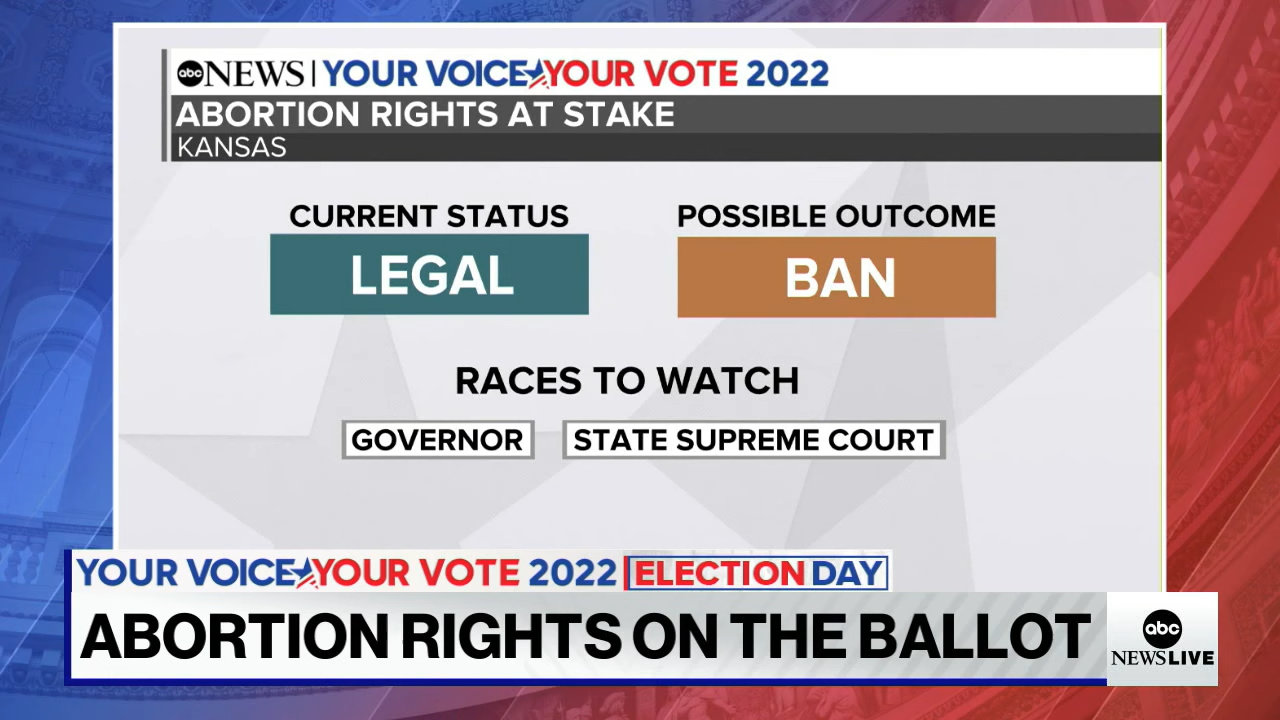 abc NEWS | YOUR VOICE YOUR VOTE 2022
ABORTION RIGHTS AT STAKE
KANSAS
CURRENT STATUS
LEGAL
POSSIBLE OUTCOME
BAN
RACES TO WATCH
GOVERNOR
STATE SUPREME COURT
YOUR VOICE YOUR VOTE 2022 | ELECTION DAY
ABORTION RIGHTS ON THE BALLOT
abc
NEWS LIVE